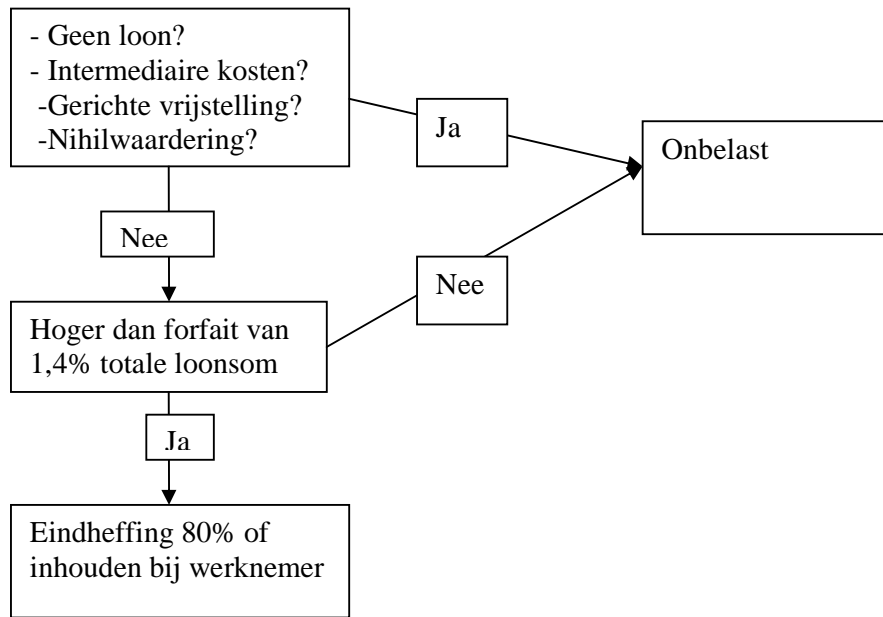 - Geen loon?
- Intermediaire kosten?
-Gerichte vrijstelling?
-Nihilwaardering?
Ja
Onbelast
Nee
Nee
Hoger dan forfait van
1,4% totale loonsom
Ja
Eindheffing 80% of
inhouden bij werknemer